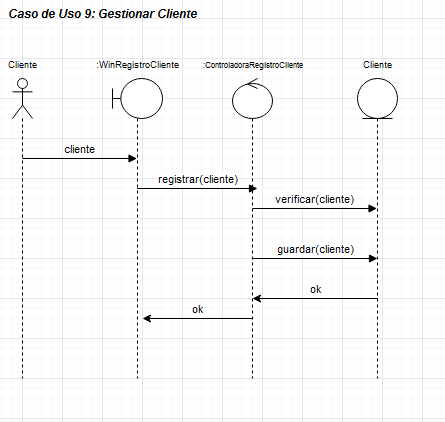 Caso de Uso 9: Gestionar Cliente
Cliente
:WinRegistroCliente
:ControladoraRegistroCliente
Cliente
cliente
registrar(cliente)
verificar(cliente)
guardar(cliente)
ok
ok